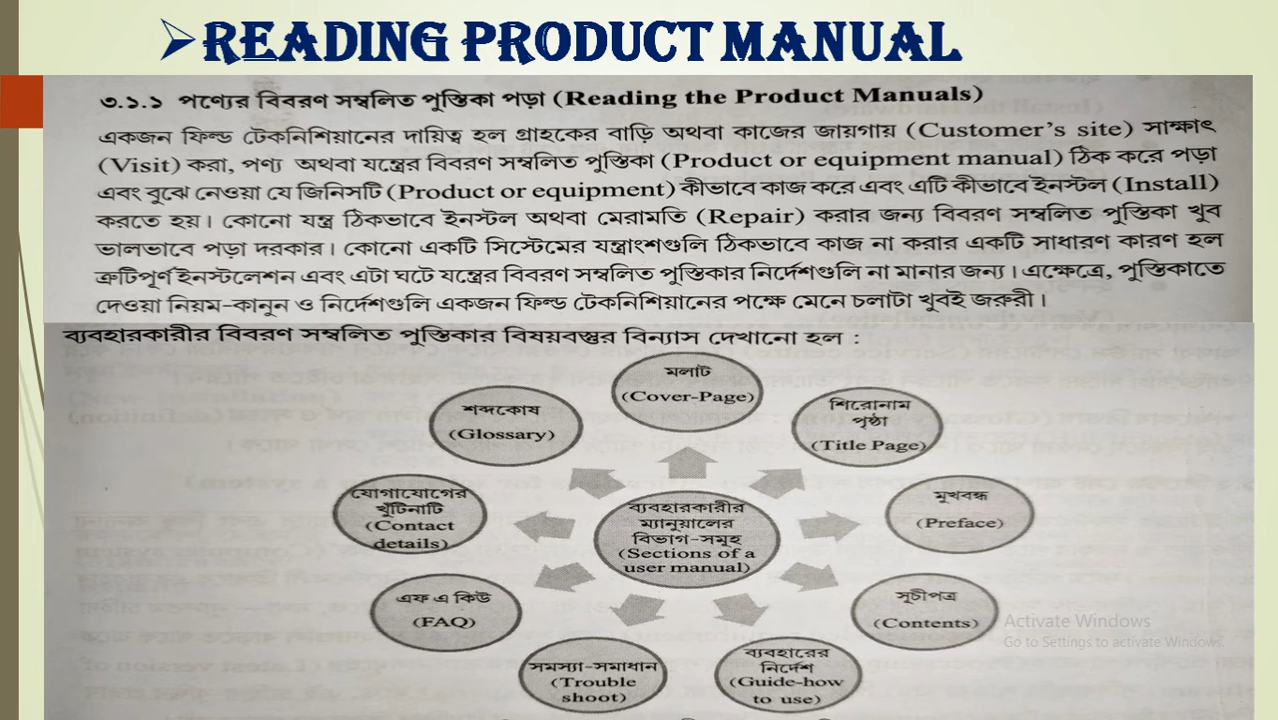 READING PRODUCT MANUAL
৩.১.১ পণ্যের বিবরণ সম্বলিত পুস্তিকা পড়া (Reading the Product Manuals)
একজন ফিল্ড টেকনিশিয়ানের দায়িত্ব হল গ্রাহকের বাড়ি অথবা কাজের জায়গায় (Customer's site) সাক্ষাৎ
(Visit) করা, পণ্য অথবা যন্ত্রের বিবরণ সম্বলিত পুস্তিকা (Product or equipment manual) ঠিক করে পড়া
এবং বুঝে নেওয়া যে জিনিসটি (Product or equipment) কীভাবে কাজ করে এবং এটি কীভাবে ইনস্টল (Install)
করতে হয়। কোনো যন্ত্র ঠিকভাবে ইনস্টল অথবা মেরামতি (Repair) করার জন্য বিবরণ সম্বলিত পুস্তিকা খুব
ভালভাবে পড়া দরকার। কোনো একটি সিস্টেমের যন্ত্রাংশগুলি ঠিকভাবে কাজ না করার একটি সাধারণ কারণ হল
ত্রুটিপূর্ণ ইনস্টলেশন এবং এটা ঘটে যন্ত্রের বিবরণ সম্বলিত পুস্তিকার নির্দেশগুলি না মানার জন্য। এক্ষেত্রে, পুস্তিকাতে
দেওয়া নিয়ম-কানুন ও নির্দেশগুলি একজন ফিল্ড টেকনিশিয়ানের পক্ষে মেনে চলাটা খুবই জরুরী।
ব্যবহারকারীর বিবরণ সম্বলিত পুস্তিকার বিষয়বস্তুর বিন্যাস দেখানো হল :
মলাট
(Cover-Page)
শিরোনাম
পৃষ্ঠা
(Title Page)
মুখবন্ধ
(Preface)
সূচীপত্র
(Contents)
ব্যবহারের
নির্দেশ
(Guide-how
to use)
সমস্যা-সমাধান
(Trouble
shoot)
এফ এ কিউ
(FAQ)
যোগাযোগের
খুঁটিনাটি
(Contact
details)
শব্দকোষ
(Glossary)
ব্যবহারকারীর
ম্যানুয়ালের
বিভাগ-সমূহ
(Sections of a
user manual)
Activate Windows
Go to Settings to activate Windows.